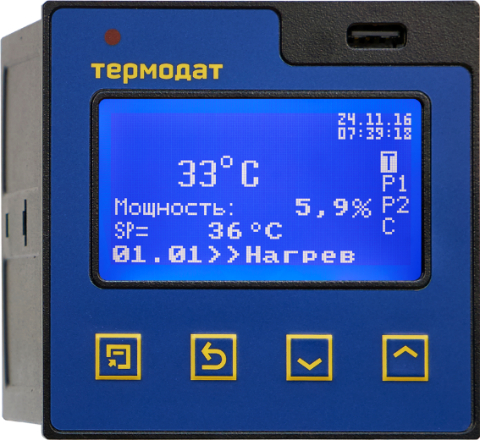 термодат
24.11.16
07:39:18
33°C
T
P1
Мощность: 5,9% P2
SP= 36°C C
01.01>>Нагрев